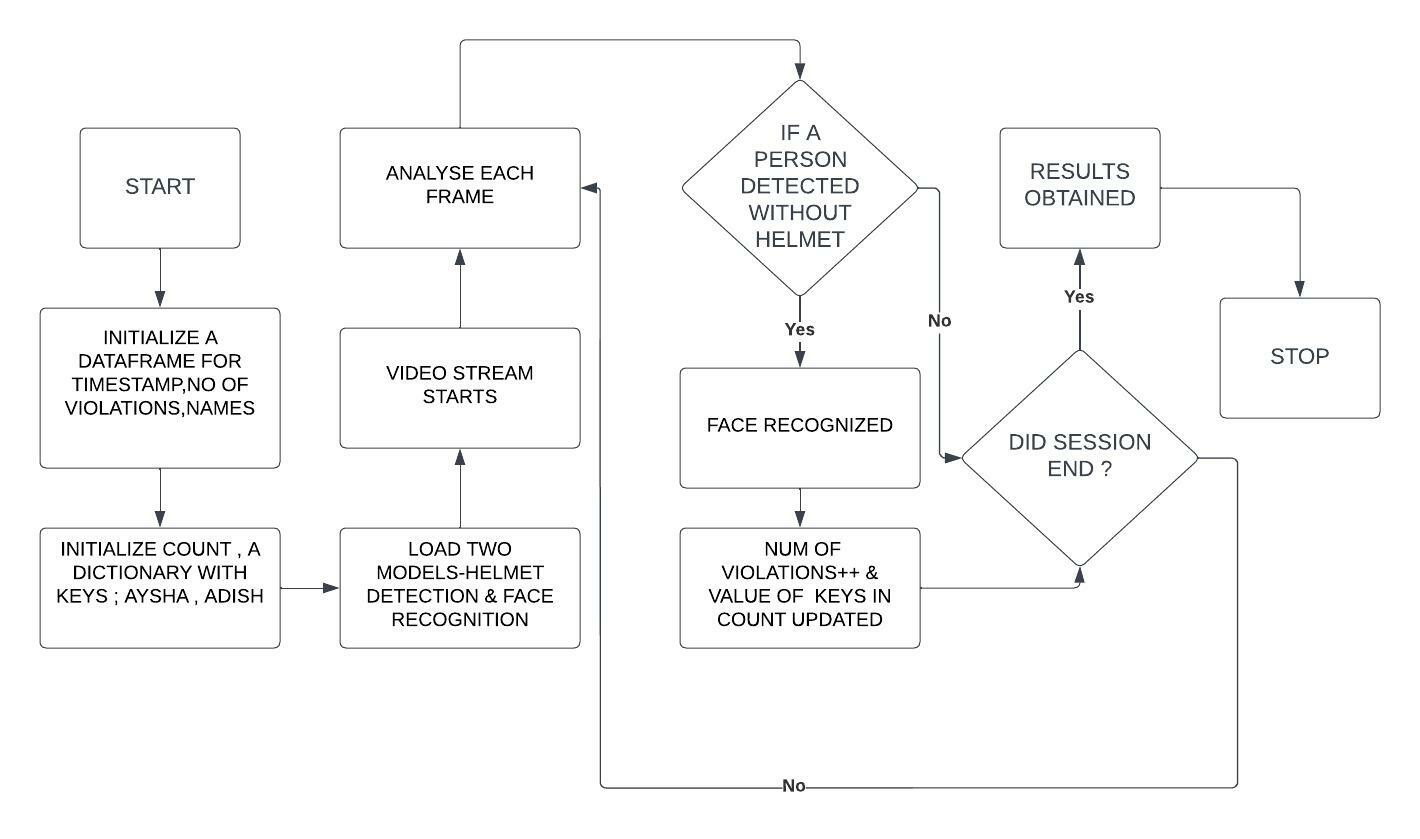 START
INITIALIZE A
DATAFRAME FOR
TIMESTAMP,NO OF
VIOLATIONS,NAMES
INITIALIZE COUNT , A
DICTIONARY WITH
KEYS ; AYSHA , ADISH
LOAD TWO
MODELS-HELMET
DETECTION & FACE
RECOGNITION
VIDEO STREAM
STARTS
ANALYSE EACH
FRAME
IF A
PERSON
DETECTED
WITHOUT
HELMET
Yes
No
FACE RECOGNIZED
NUM OF
VIOLATIONS++ &
VALUE OF  KEYS IN
COUNT UPDATED
DID SESSION
END ?
Yes
No
RESULTS
OBTAINED
STOP